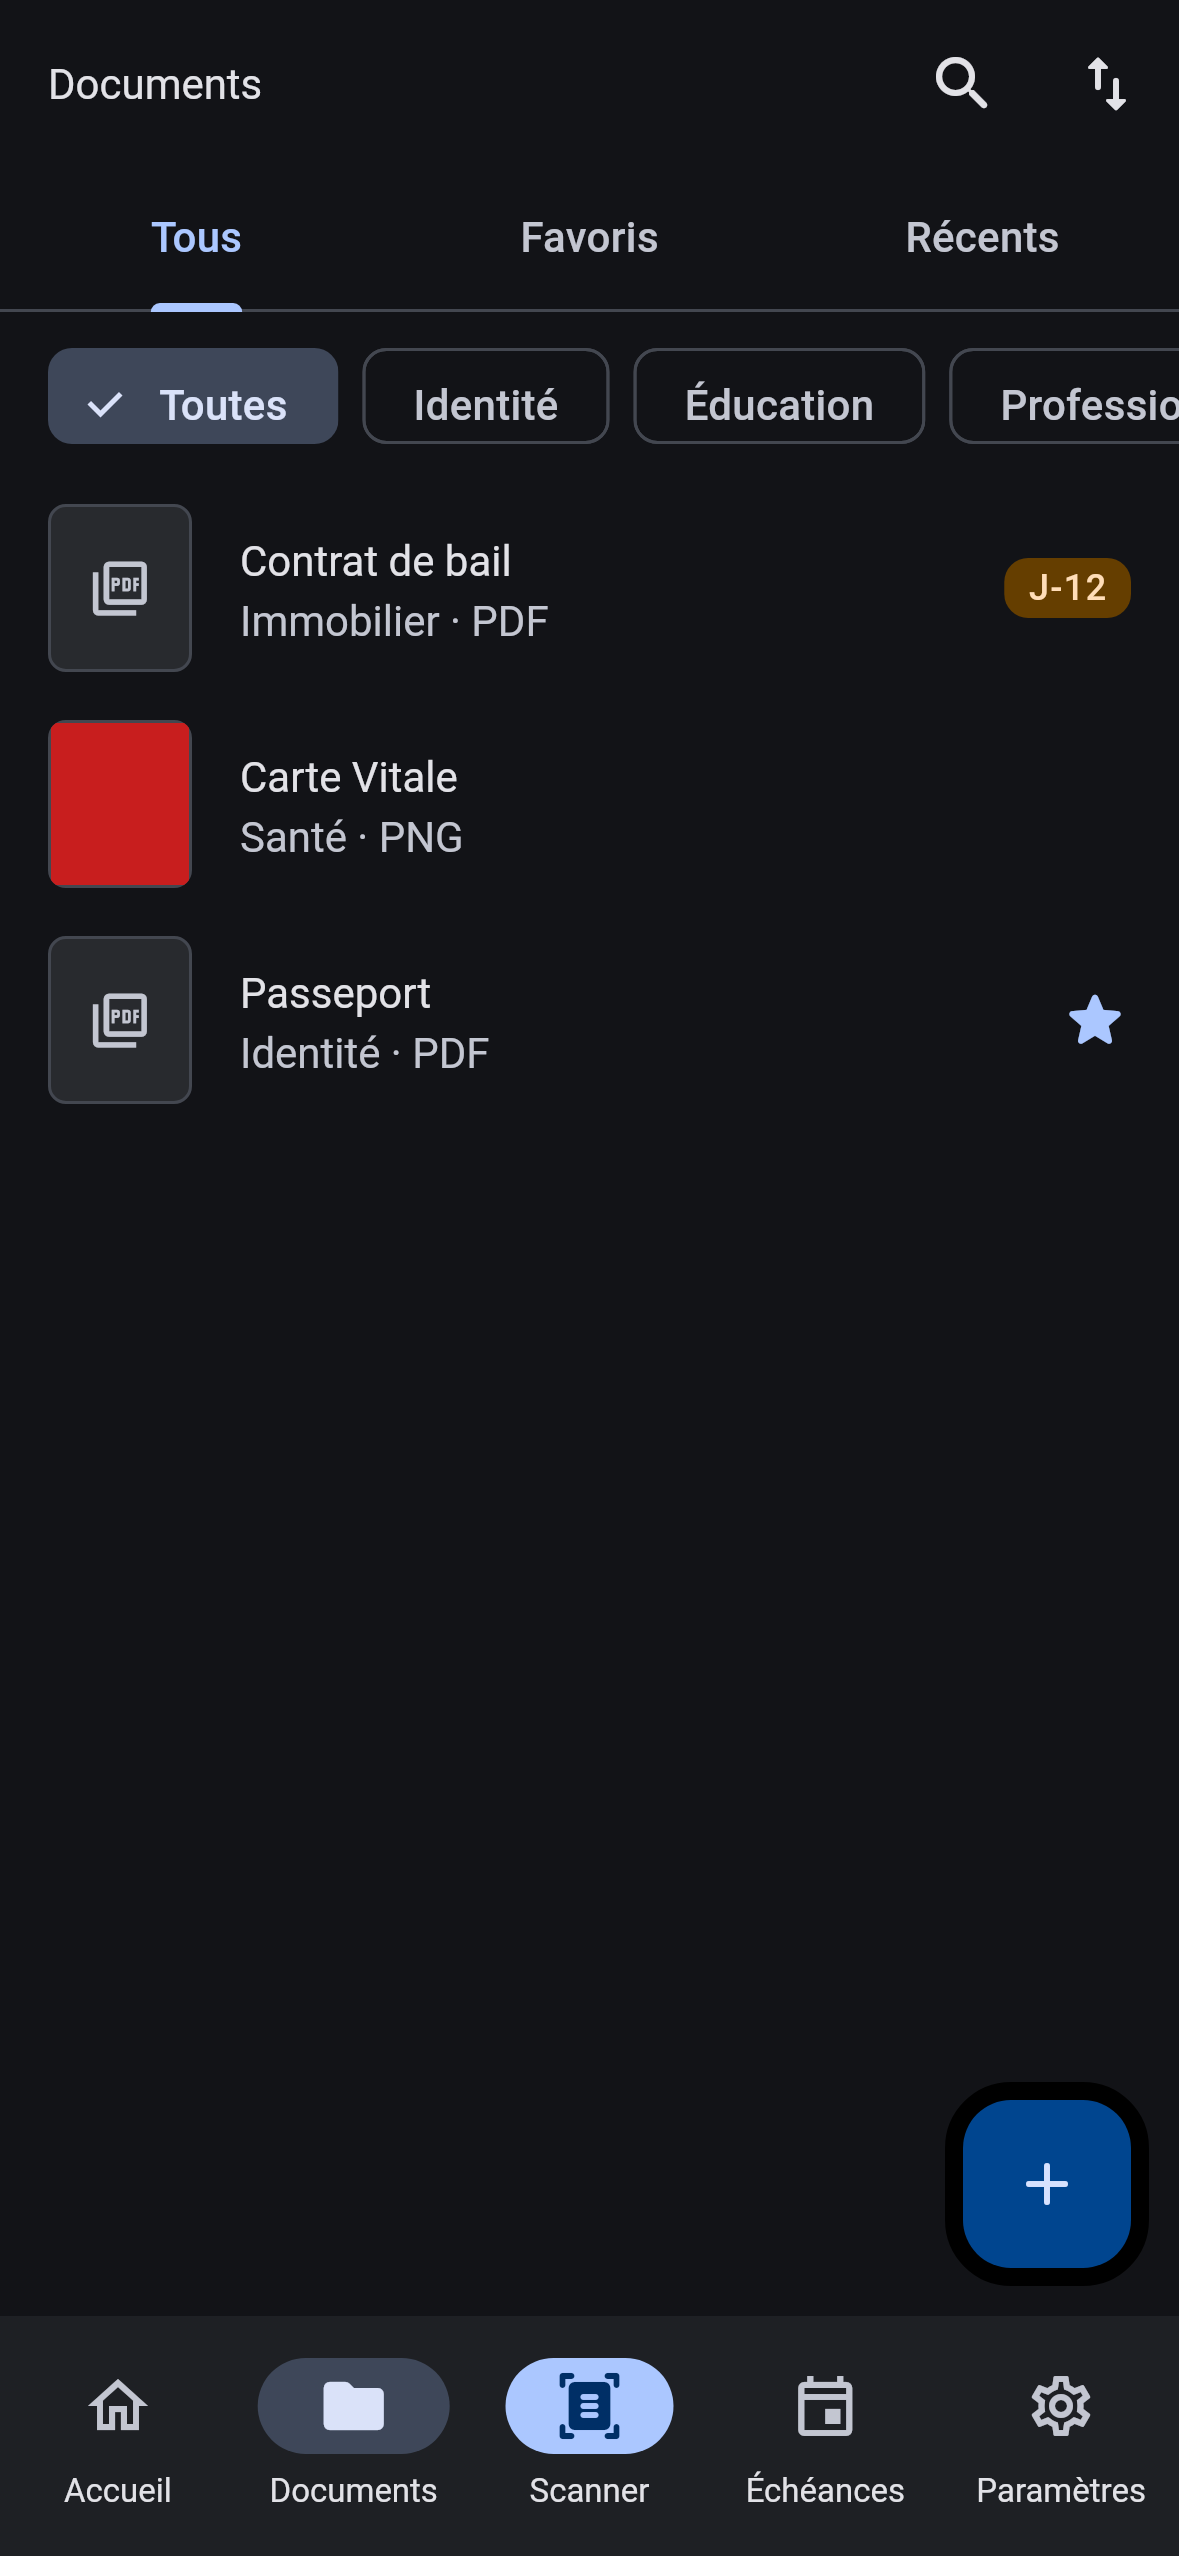 Documents
Tous
Favoris
Récents
Toutes
Identité
Éducation
Professio
PDF
Contrat de bail
Immobilier · PDF
J-12
Carte Vitale
Santé · PNG
PDF
Passeport
Identité · PDF
Accueil
Documents
Scanner
Échéances
Paramètres